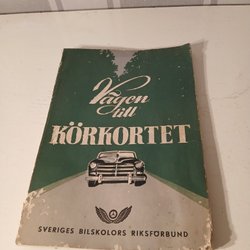 Vägen
till
KÖRKORTET
SVERIGES BILSKOLORS RIKSFÖRBUND